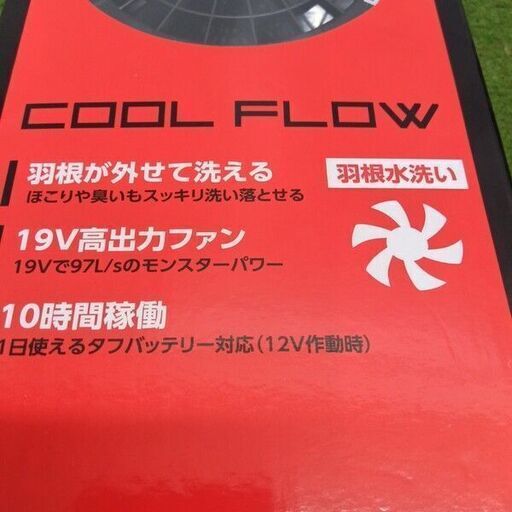 COOL FLOW
羽根が外せて洗える
ほこりや臭いもスッキリ洗い落とせる
羽根水洗い
19V高出力ファン
19Vで97L/sのモンスターパワー
10時間稼働
1日使えるタフバッテリー対応(12V作動時)